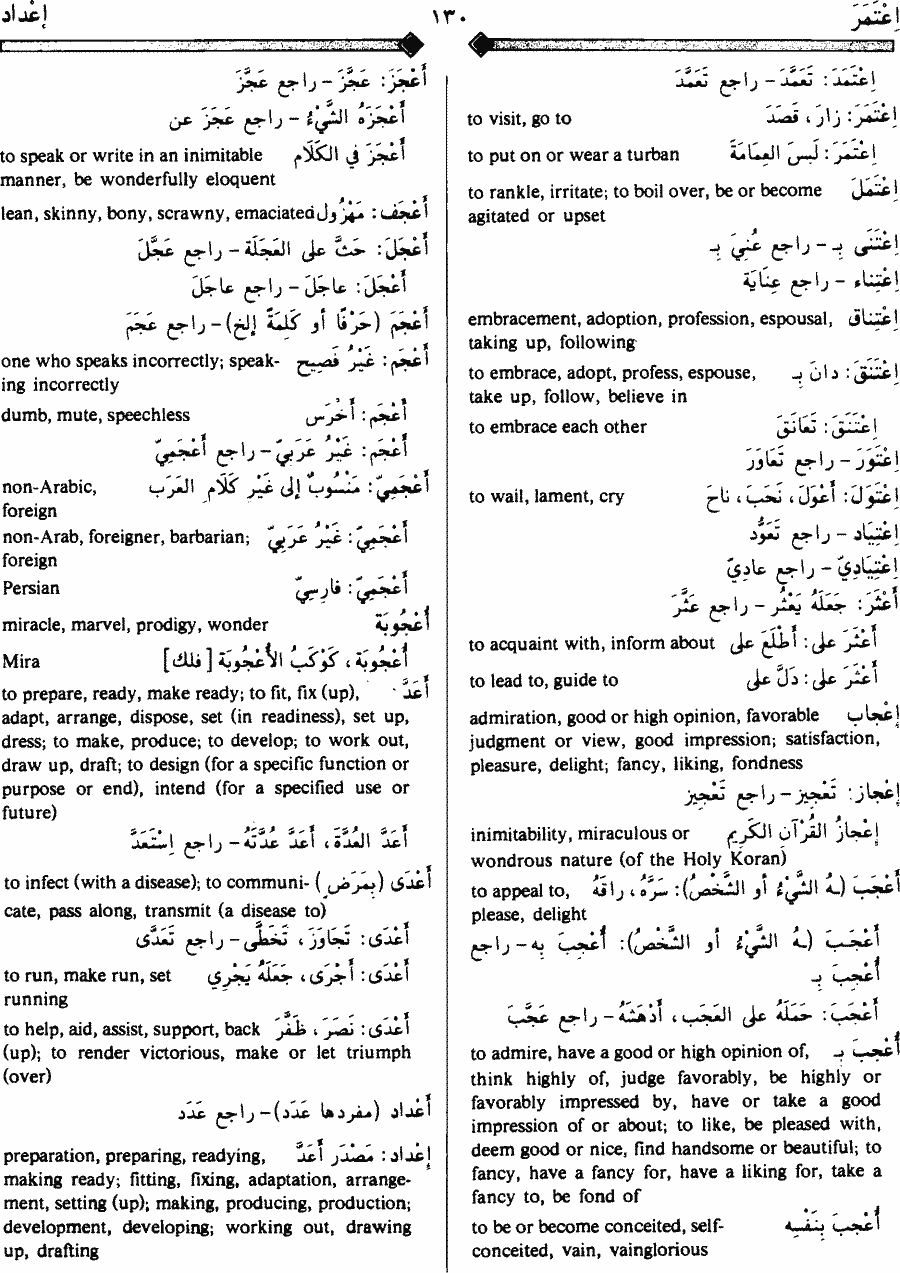 اِعْتَمَرَ ١٣٠ إعْداد
اِعْتَمَدَ: تَعَمَّدَ - راجع تَعَمَّدَ
اِعْتَمَرَ: زارَ، قَصَدَ to visit, go to
اِعْتَمَرَ: لَبِسَ العِمامَةَ to put on or wear a turban
اِعْتَمَلَ to rankle, irritate; to boil over, be or become
agitated or upset
اِعْتَنَى بِـ - راجع عُنِيَ بِـ
اِعْتِناء - راجع عِنَايَة
اِعْتِناق embracement, adoption, profession, espousal,
taking up, following
اِعْتَنَقَ: دانَ بِـ to embrace, adopt, profess, espouse,
take up, follow, believe in
اِعْتَنَقَ: تَعَانَقَ to embrace each other
اِعْتَوَرَ - راجع تَعَاوَرَ
اِعْتَوَلَ: أَعْوَلَ، نَحَبَ، ناحَ to wail, lament, cry
اِعْتِياد - راجع تَعَوُّد
اِعْتِيَادِيّ - راجع عادِيّ
أَعْثَرَ: جَعَلَهُ يَعْثُر - راجع عَثَّرَ
أَعْثَرَ على: أَطْلَعَ على to acquaint with, inform about
أَعْثَرَ على: دَلَّ على to lead to, guide to
إعْجاب admiration, good or high opinion, favorable
judgment or view, good impression; satisfaction,
pleasure, delight; fancy, liking, fondness
إعْجاز: تَعْجِيز - راجع تَعْجِيز
إعْجازُ القُرْآنِ الكَرِيم inimitability, miraculous or
wondrous nature (of the Holy Koran)
أَعْجَبَ (ـهُ الشَّيْءُ أو الشَّخْصُ): سَرَّهُ، راقَهُ to appeal to,
please, delight
أَعْجَبَ (ـهُ الشَّيْءُ أو الشَّخْصُ): أُعْجِبَ بِه - راجع
أُعْجِبَ بِـ
أَعْجَبَ: حَمَلَهُ على العَجَب، أَدْهَشَهُ - راجع عَجَّبَ
أُعْجِبَ بِـ to admire, have a good or high opinion of,
think highly of, judge favorably, be highly or
favorably impressed by, have or take a good
impression of or about; to like, be pleased with,
deem good or nice, find handsome or beautiful; to
fancy, have a fancy for, have a liking for, take a
fancy to, be fond of
أُعْجِبَ بِنَفْسِهِ to be or become conceited, self-
conceited, vain, vainglorious
أَعْجَزَ: عَجَّزَ - راجع عَجَّزَ
أَعْجَزَهُ الشَّيْءُ - راجع عَجَزَ عن
أَعْجَزَ في الكَلَام to speak or write in an inimitable
manner, be wonderfully eloquent
أَعْجَف: مَهْزُول lean, skinny, bony, scrawny, emaciated
أَعْجَلَ: حَثَّ على العَجَلَة - راجع عَجَّلَ
أَعْجَلَ: عاجَلَ - راجع عاجَلَ
أَعْجَمَ (حَرْفًا أو كَلِمَةً إلخ) - راجع عَجَمَ
أَعْجَم: غَيْرُ فَصِيح one who speaks incorrectly; speak-
ing incorrectly
أَعْجَم: أَخْرَس dumb, mute, speechless
أَعْجَم: غَيْرُ عَرَبِيّ - راجع أَعْجَمِيّ
أَعْجَمِيّ: مَنْسُوبٌ إلى غَيْرِ كَلَامِ العَرَب non-Arabic,
foreign
أَعْجَمِيّ: غَيْرُ عَرَبِيّ non-Arab, foreigner, barbarian;
foreign
أَعْجَمِيّ: فارِسِيّ Persian
أُعْجُوبَة miracle, marvel, prodigy, wonder
أُعْجُوبَة، كَوْكَبُ الأُعْجُوبَة [فلك] Mira
أَعَدَّ to prepare, ready, make ready; to fit, fix (up),
adapt, arrange, dispose, set (in readiness), set up,
dress; to make, produce; to develop; to work out,
draw up, draft; to design (for a specific function or
purpose or end), intend (for a specified use or
future)
أَعَدَّ العُدَّةَ، أَعَدَّ عُدَّتَهُ - راجع اِسْتَعَدَّ
أَعْدَى (بِمَرَضٍ) to infect (with a disease); to communi-
cate, pass along, transmit (a disease to)
أَعْدَى: تَجَاوَزَ، تَخَطَّى - راجع تَعَدَّى
أَعْدَى: أَجْرَى، جَعَلَهُ يَجْرِي to run, make run, set
running
أَعْدَى: نَصَرَ، ظَفَّرَ to help, aid, assist, support, back
(up); to render victorious, make or let triumph
(over)
أَعْداد (مفردها عَدَد) - راجع عَدَد
إعْداد: مَصْدَر أَعَدَّ preparation, preparing, readying,
making ready; fitting, fixing, adaptation, arrange-
ment, setting (up); making, producing, production;
development, developing; working out, drawing
up, drafting